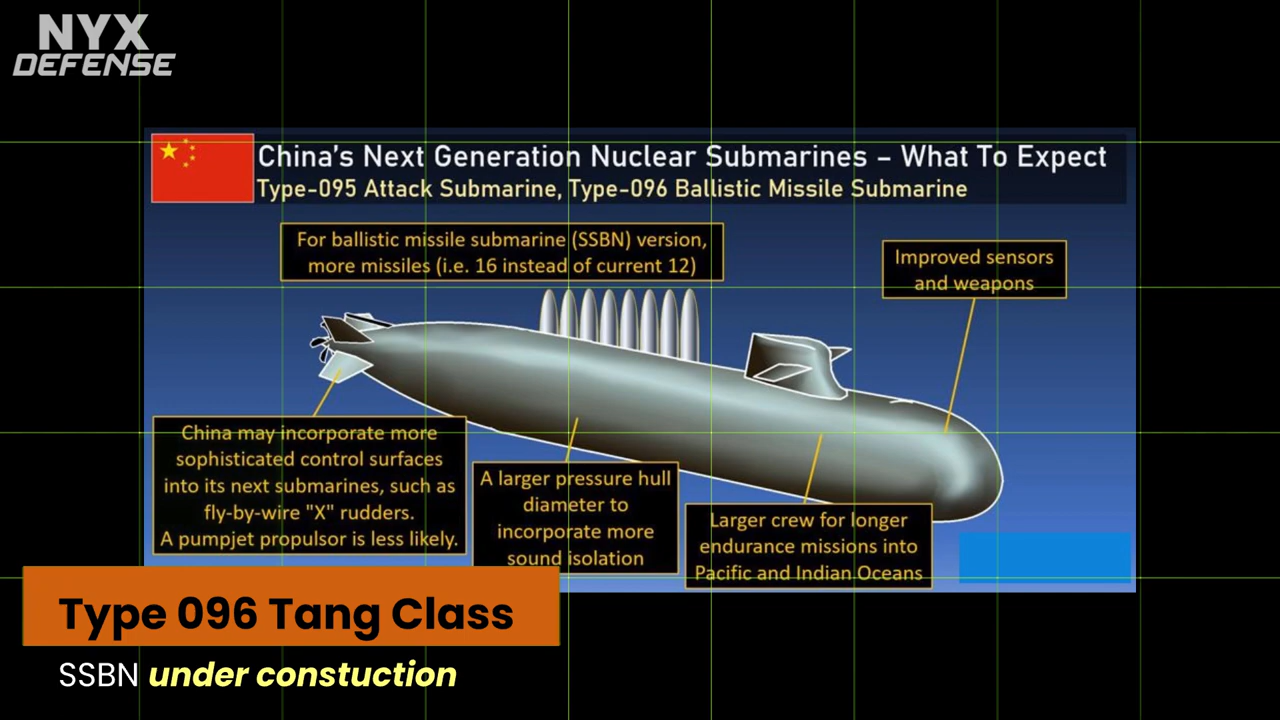 NYX
DEFENSE
China's Next Generation Nuclear Submarines – What To Expect
Type-095 Attack Submarine, Type-096 Ballistic Missile Submarine
For ballistic missile submarine (SSBN) version,
more missiles (i.e. 16 instead of current 12)
Improved sensors
and weapons
China may incorporate more
sophisticated control surfaces
into its next submarines, such as
fly-by-wire "X" rudders.
A pumpjet propulsor is less likely.
A larger pressure hull
diameter to
incorporate more
sound isolation
Larger crew for longer
endurance missions into
Pacific and Indian Oceans
Type 096 Tang Class
SSBN under constuction